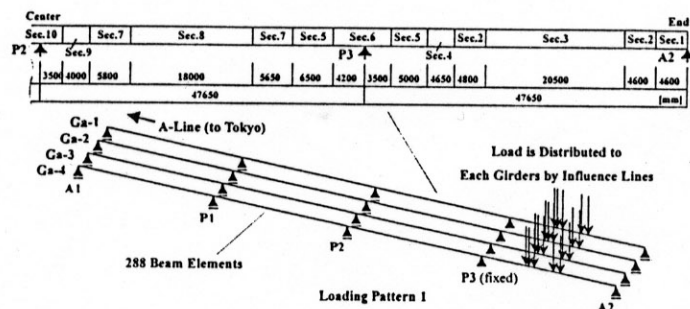 Center End
Sec.10 Sec.7 Sec.8 Sec.7 Sec.5 Sec.6 Sec.5 Sec.3 Sec.2 Sec.1
P2 Sec.9 P3 Sec.4 A2
3500 4000 5800 18000 5650 6500 4200 3500 5000 4650 4800 20500 4600 4600
47650 47650 [mm]
Ga-1 A-Line (to Tokyo)
Ga-2
Ga-3
Ga-4
Load is Distributed to
Each Girders by Influence Lines
A1
P1
P2
288 Beam Elements
P3 (fixed)
Loading Pattern 1
A2